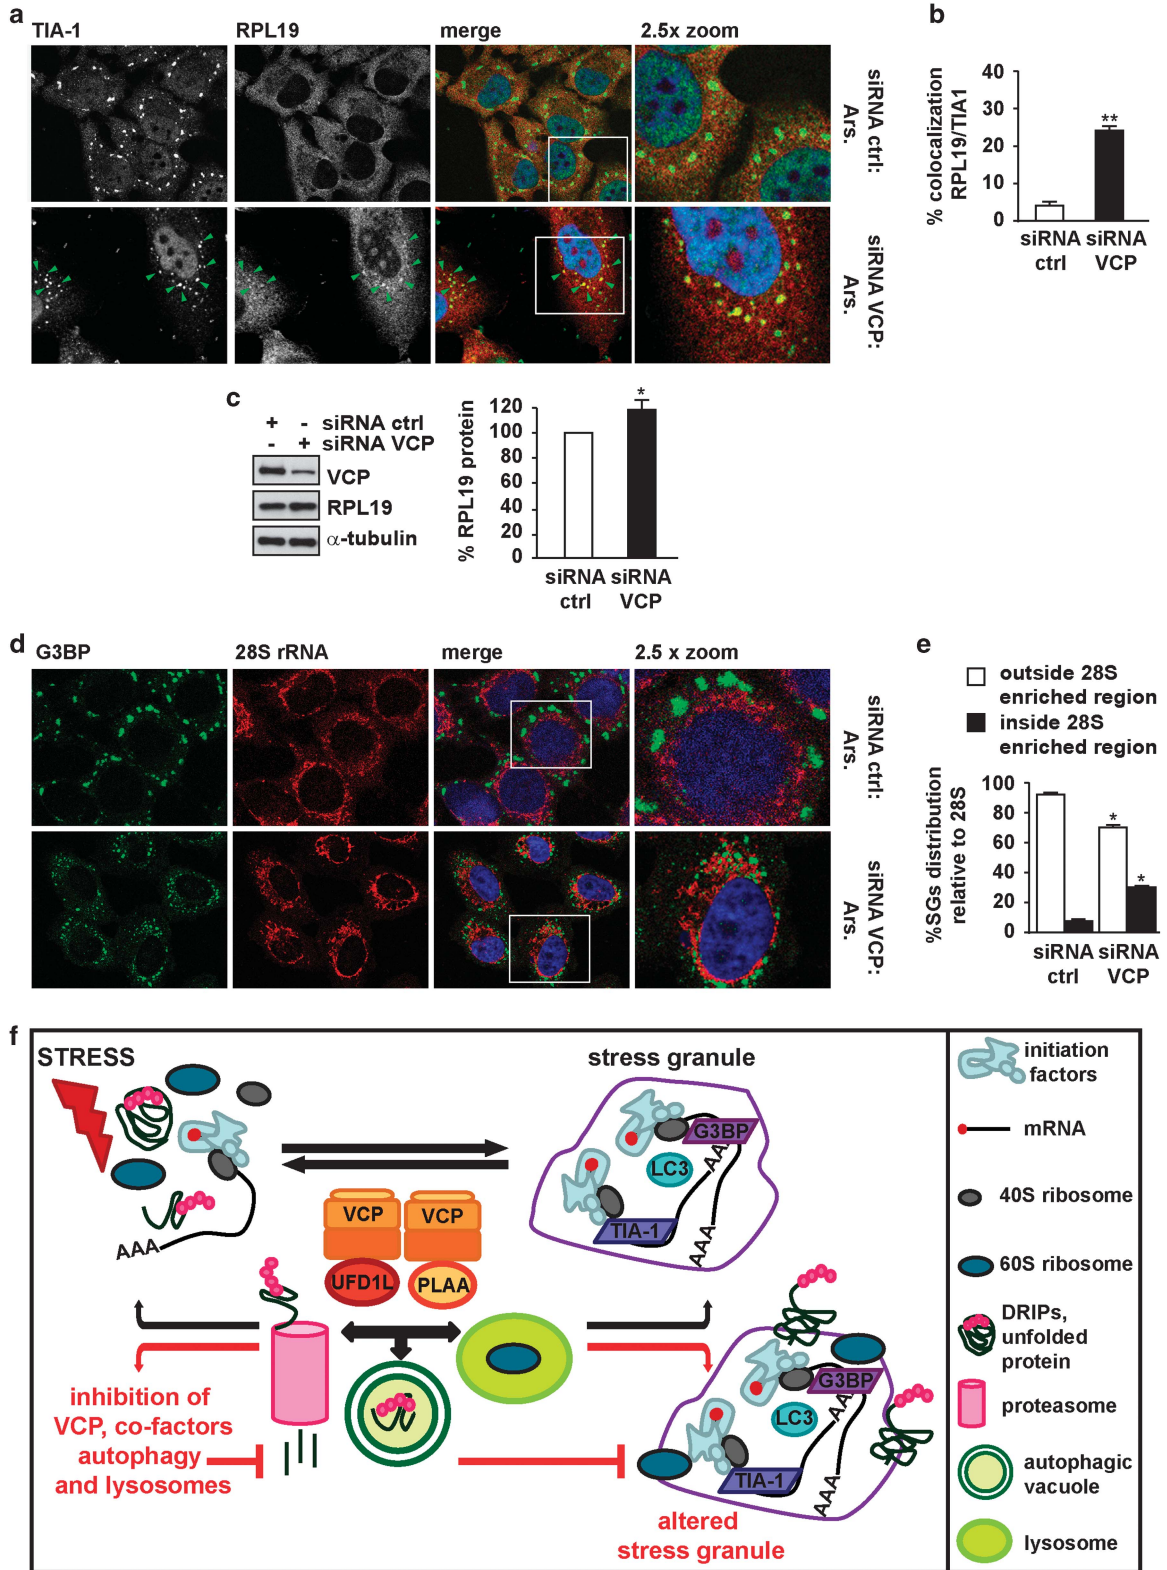 a
TIA-1
RPL19
merge
2.5x zoom
siRNA ctrl:
Ars.
siRNA VCP:
Ars.
b
% colocalization
RPL19/TIA1
40
30
20
10
0
**
siRNA
ctrl
siRNA
VCP
c
+ - siRNA ctrl
- + siRNA VCP
VCP
RPL19
α-tubulin
% RPL19 protein
120
100
80
60
40
20
0
*
siRNA
ctrl
siRNA
VCP
d
G3BP
28S rRNA
merge
2.5 x zoom
siRNA ctrl:
Ars.
siRNA VCP:
Ars.
e
outside 28S
enriched region
inside 28S
enriched region
%SGs distribution
relative to 28S
100
80
60
40
20
0
*
*
siRNA
ctrl
siRNA
VCP
f
STRESS
AAA
stress granule
G3BP
AAA
LC3
TIA-1
AAA
VCP
VCP
UFD1L
PLAA
inhibition of
VCP, co-factors
autophagy
and lysosomes
G3BP
AAA
LC3
TIA-1
AAA
altered
stress granule
initiation
factors
mRNA
40S ribosome
60S ribosome
DRIPs,
unfolded
protein
proteasome
autophagic
vacuole
lysosome